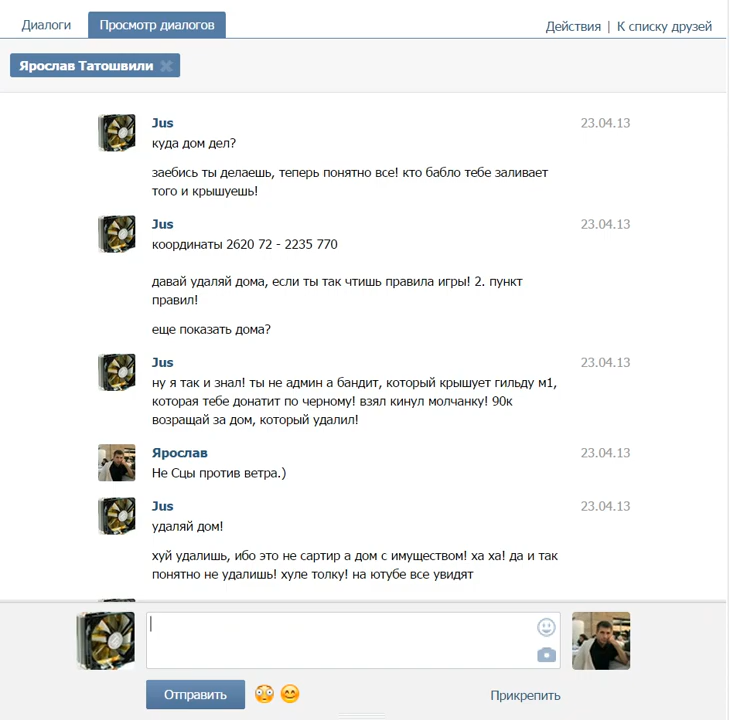 Диалоги Просмотр диалогов Действия | К списку друзей
Ярослав Татошвили
Jus 23.04.13
куда дом дел?
заебись ты делаешь, теперь понятно все! кто бабло тебе заливает
того и крышуешь!
Jus 23.04.13
координаты 2620 72 - 2235 770
давай удаляй дома, если ты так чтишь правила игры! 2. пункт
правил!
еще показать дома?
Jus 23.04.13
ну я так и знал! ты не админ а бандит, который крышует гильду м1,
которая тебе донатит по черному! взял кинул молчанку! 90к
возращай за дом, который удалил!
Ярослав 23.04.13
Не Сцы против ветра.)
Jus 23.04.13
удаляй дом!
хуй удалишь, ибо это не сартир а дом с имуществом! ха ха! да и так
понятно не удалишь! хуле толку! на ютубе все увидят
Отправить Прикрепить